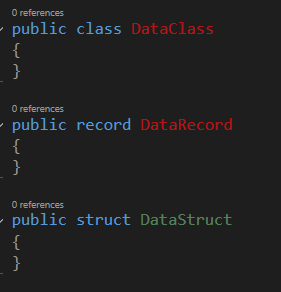 0 references
public class DataClass
{
}
0 references
public record DataRecord
{
}
0 references
public struct DataStruct
{
}